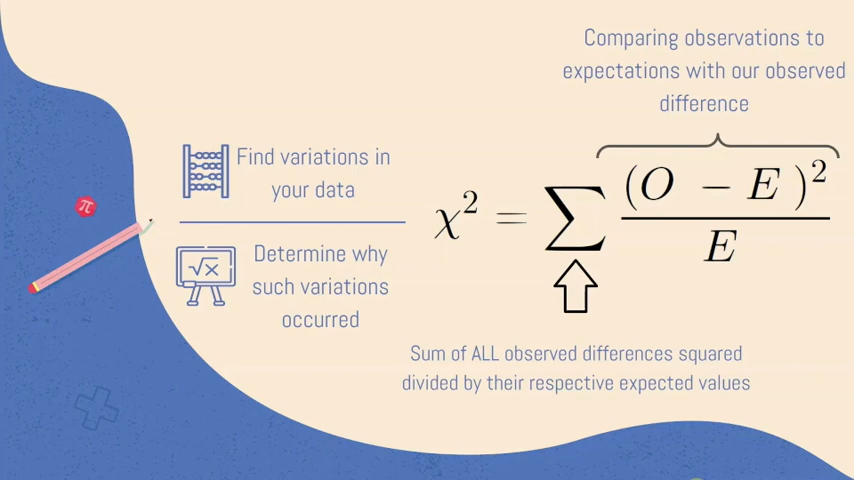 Comparing observations to
expectations with our observed
difference
Find variations in
your data
π
χ² = ∑ (O − E )² / E
Determine why
such variations
occurred
√x
Sum of ALL observed differences squared
divided by their respective expected values